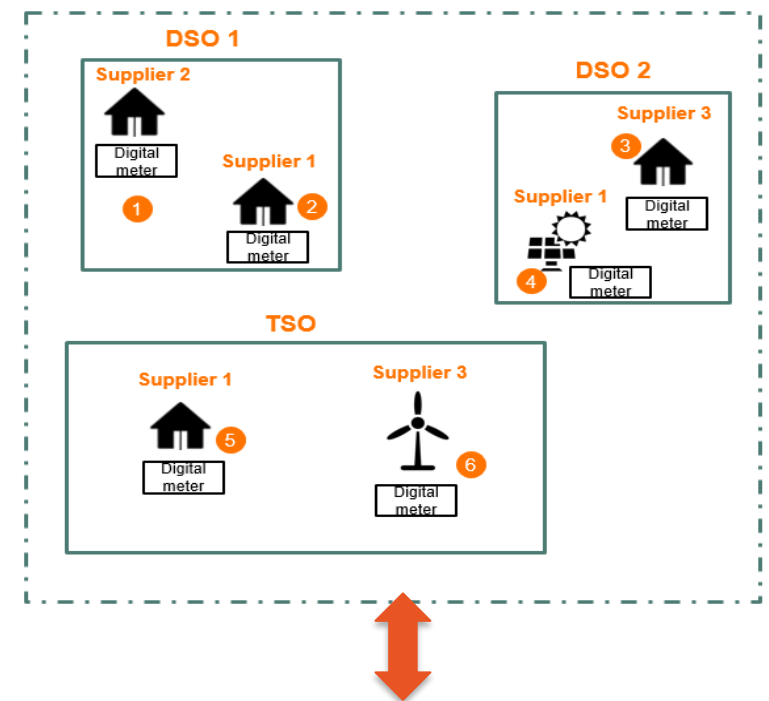 DSO 1
Supplier 2
Digital
meter
1
Supplier 1
2
Digital
meter
DSO 2
Supplier 3
3
Digital
meter
Supplier 1
4
Digital
meter
TSO
Supplier 1
5
Digital
meter
Supplier 3
6
Digital
meter